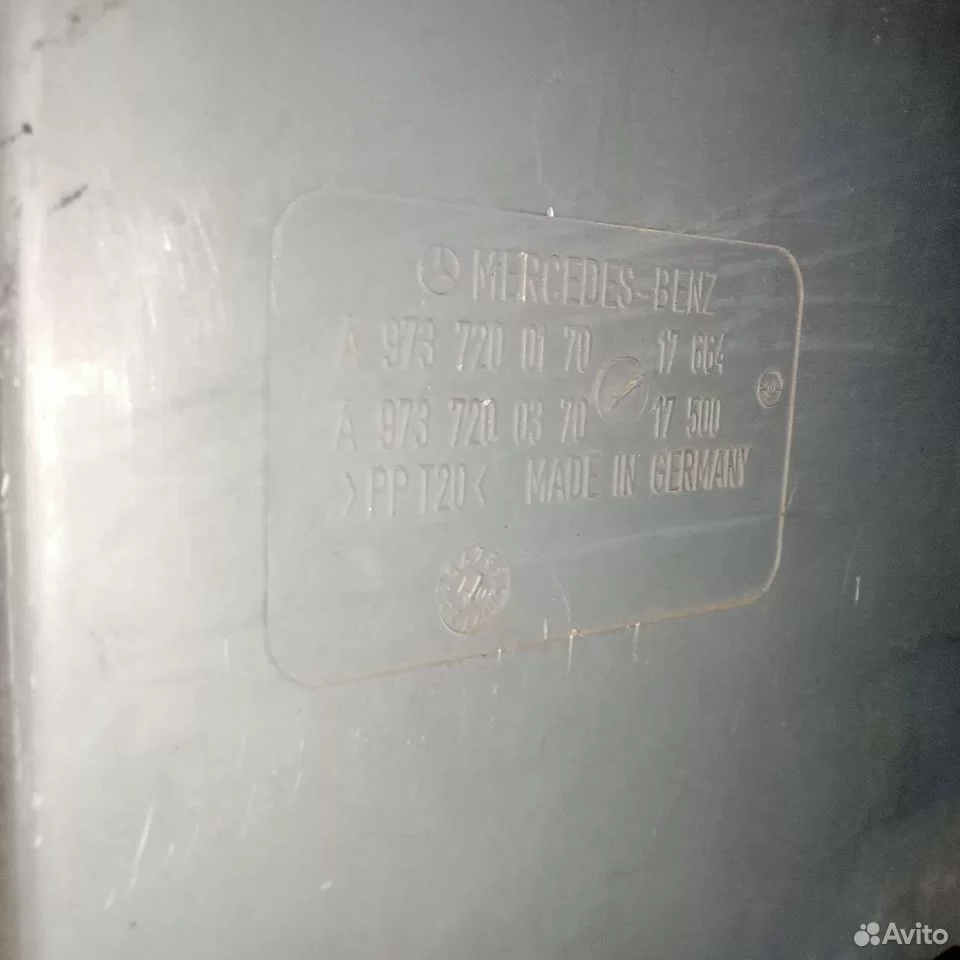 MERCEDES-BENZ
A 973 720 01 70 17 664
A 973 720 03 70 17 500
>PP T20< MADE IN GERMANY
Avito